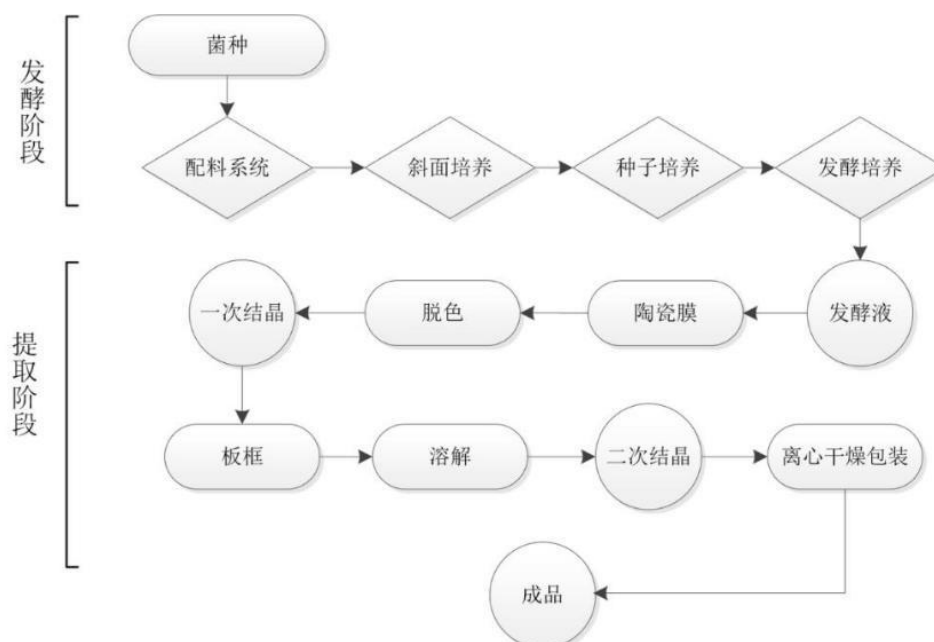 发酵阶段
菌种
配料系统
斜面培养
种子培养
发酵培养
提取阶段
发酵液
陶瓷膜
脱色
一次结晶
板框
溶解
二次结晶
离心干燥包装
成品